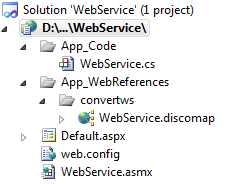 Solution 'WebService' (1 project)
D:\...\WebService\
App_Code
WebService.cs
App_WebReferences
convertws
WebService.discomap
Default.aspx
web.config
WebService.asmx